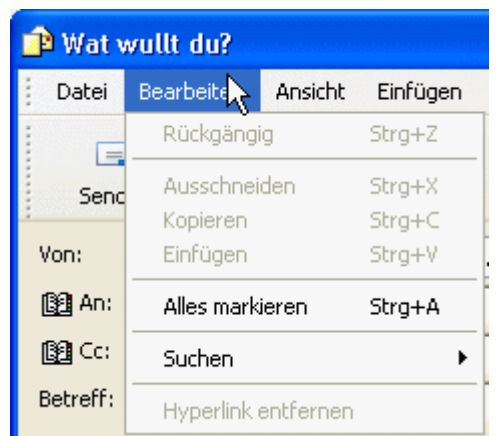 Wat wullt du?
Datei Bearbeiten Ansicht Einfügen
Rückgängig Strg+Z
Ausschneiden Strg+X
Kopieren Strg+C
Einfügen Strg+V
Alles markieren Strg+A
Suchen
Hyperlink entfernen
Send
Von:
An:
Cc:
Betreff: